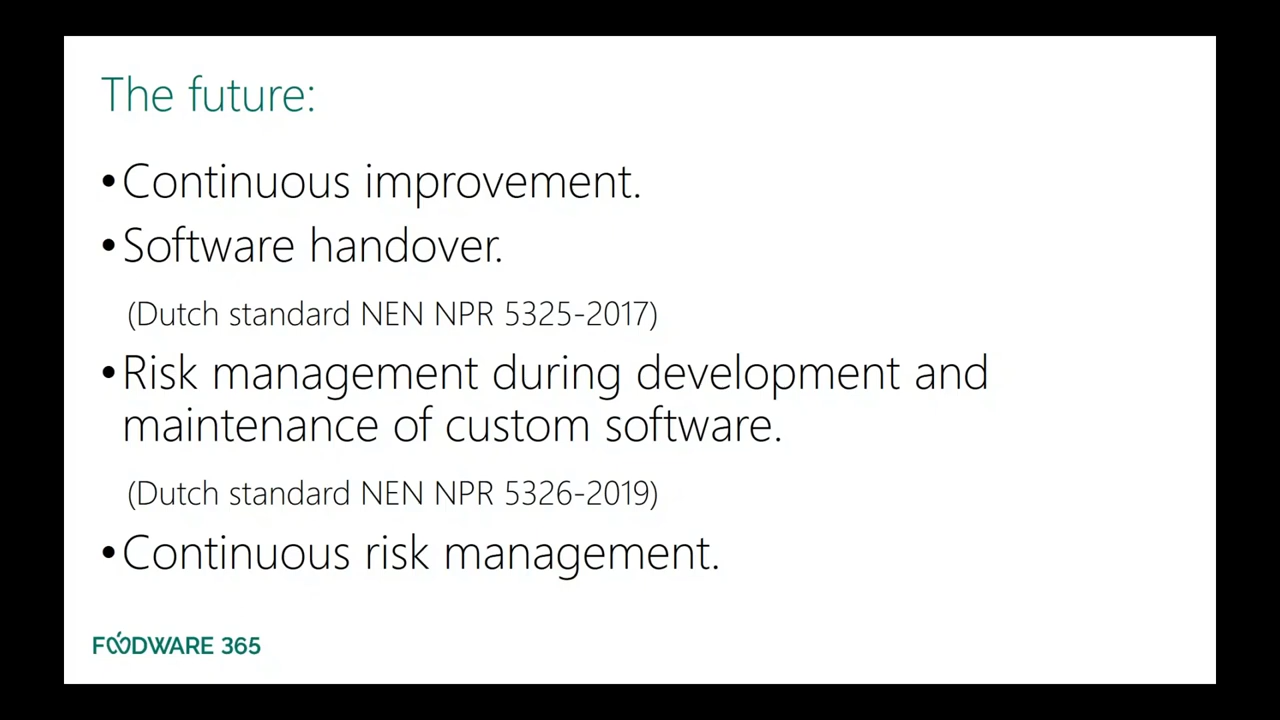 The future:
•Continuous improvement.
•Software handover.
(Dutch standard NEN NPR 5325-2017)
•Risk management during development and
maintenance of custom software.
(Dutch standard NEN NPR 5326-2019)
•Continuous risk management.
FOODWARE 365